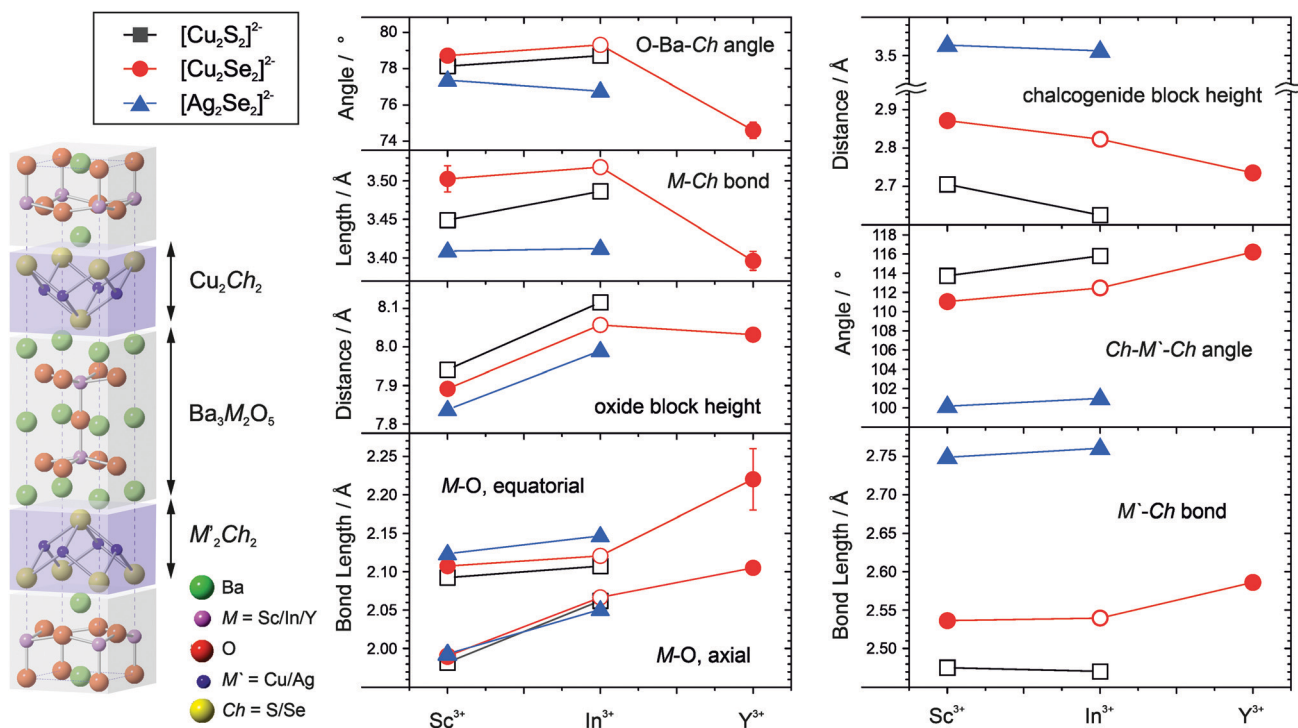 [Cu₂S₂]²⁻
[Cu₂Se₂]²⁻
[Ag₂Se₂]²⁻
Cu₂Ch₂
Ba₃M₂O₅
M'₂Ch₂
Ba
M = Sc/In/Y
O
M` = Cu/Ag
Ch = S/Se
Angle / °
80
78
76
74
O-Ba-Ch angle
Length / Å
3.50
3.45
3.40
M-Ch bond
Distance / Å
8.1
8.0
7.9
7.8
oxide block height
Bond Length / Å
2.25
2.20
2.15
2.10
2.05
2.00
M-O, equatorial
M-O, axial
Sc³⁺ In³⁺ Y³⁺
Distance / Å
3.5
2.9
2.8
2.7
chalcogenide block height
Angle / °
118
116
114
112
110
108
106
104
102
100
Ch-M`-Ch angle
Bond Length / Å
2.75
2.70
2.65
2.60
2.55
2.50
M`-Ch bond
Sc³⁺ In³⁺ Y³⁺